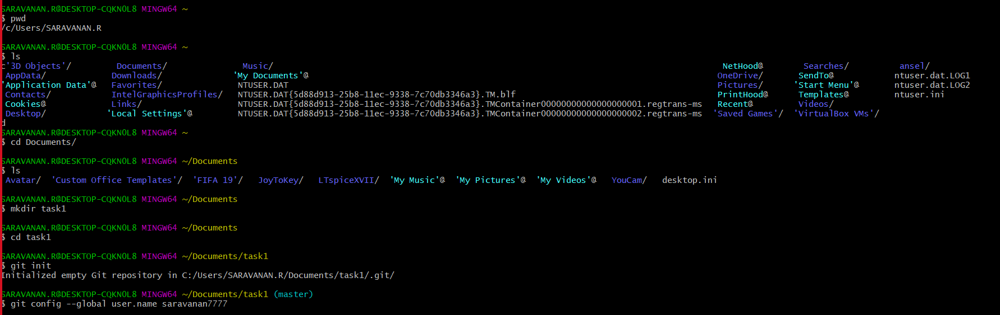 SARAVANAN.R@DESKTOP-CQKNOL8 MINGW64 ~
$ pwd
/c/Users/SARAVANAN.R
SARAVANAN.R@DESKTOP-CQKNOL8 MINGW64 ~
$ ls
c'3D Objects'/ Documents/ Music/ NetHood@ Searches/ ansel/
AppData/ Downloads/ 'My Documents'@ OneDrive/ SendTo@ ntuser.dat.LOG1
'Application Data'@ Favorites/ NTUSER.DAT Pictures/ 'Start Menu'@ ntuser.dat.LOG2
Contacts/ IntelGraphicsProfiles/ NTUSER.DAT{5d88d913-25b8-11ec-9338-7c70db3346a3}.TM.blf PrintHood@ Templates@ ntuser.ini
Cookies@ Links/ NTUSER.DAT{5d88d913-25b8-11ec-9338-7c70db3346a3}.TMContainer00000000000000000001.regtrans-ms Recent@ Videos/
Desktop/ 'Local Settings'@ NTUSER.DAT{5d88d913-25b8-11ec-9338-7c70db3346a3}.TMContainer00000000000000000002.regtrans-ms 'Saved Games'/ 'VirtualBox VMs'/
d
SARAVANAN.R@DESKTOP-CQKNOL8 MINGW64 ~
$ cd Documents/
SARAVANAN.R@DESKTOP-CQKNOL8 MINGW64 ~/Documents
$ ls
Avatar/ 'Custom Office Templates'/ 'FIFA 19'/ JoyToKey/ LTspiceXVII/ 'My Music'@ 'My Pictures'@ 'My Videos'@ YouCam/ desktop.ini
SARAVANAN.R@DESKTOP-CQKNOL8 MINGW64 ~/Documents
$ mkdir task1
SARAVANAN.R@DESKTOP-CQKNOL8 MINGW64 ~/Documents
$ cd task1
SARAVANAN.R@DESKTOP-CQKNOL8 MINGW64 ~/Documents/task1
$ git init
Initialized empty Git repository in C:/Users/SARAVANAN.R/Documents/task1/.git/
SARAVANAN.R@DESKTOP-CQKNOL8 MINGW64 ~/Documents/task1 (master)
$ git config --global user.name saravanan7777